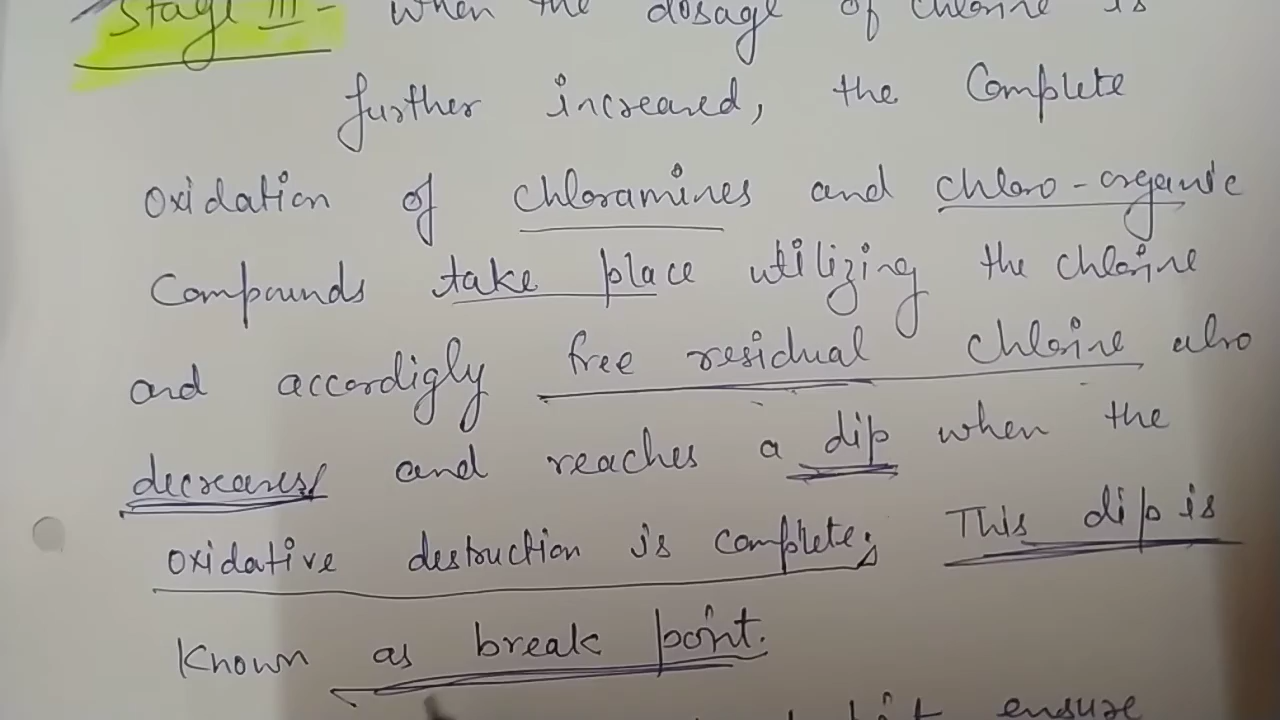 Stage III - When the dosage of chlorine is
further increased, the Complete
oxidation of chloramines and chloro-organic
Compounds take place utilizing the chlorine
and accordigly free residual chlorine also
decreases and reaches a dip when the
oxidative destruction is complete; This dip is
Known as break point.
ensure